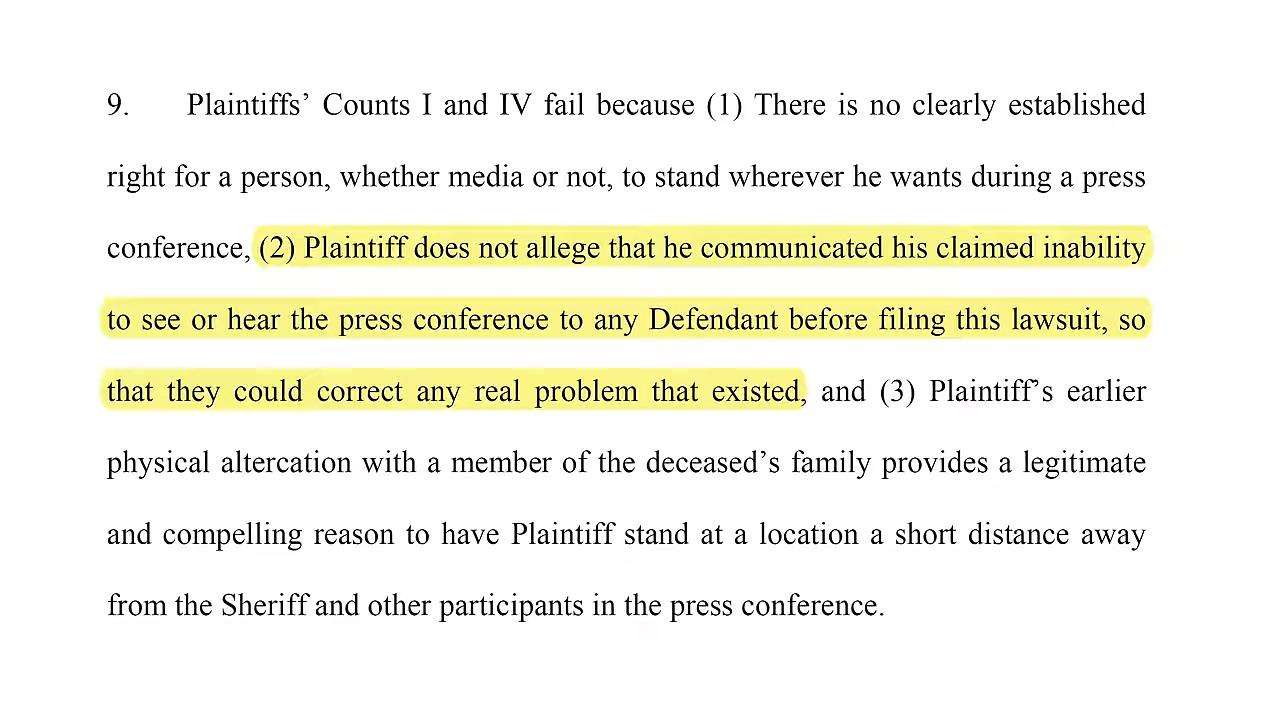 9. Plaintiffs’ Counts I and IV fail because (1) There is no clearly established
right for a person, whether media or not, to stand wherever he wants during a press
conference, (2) Plaintiff does not allege that he communicated his claimed inability
to see or hear the press conference to any Defendant before filing this lawsuit, so
that they could correct any real problem that existed, and (3) Plaintiff’s earlier
physical altercation with a member of the deceased’s family provides a legitimate
and compelling reason to have Plaintiff stand at a location a short distance away
from the Sheriff and other participants in the press conference.